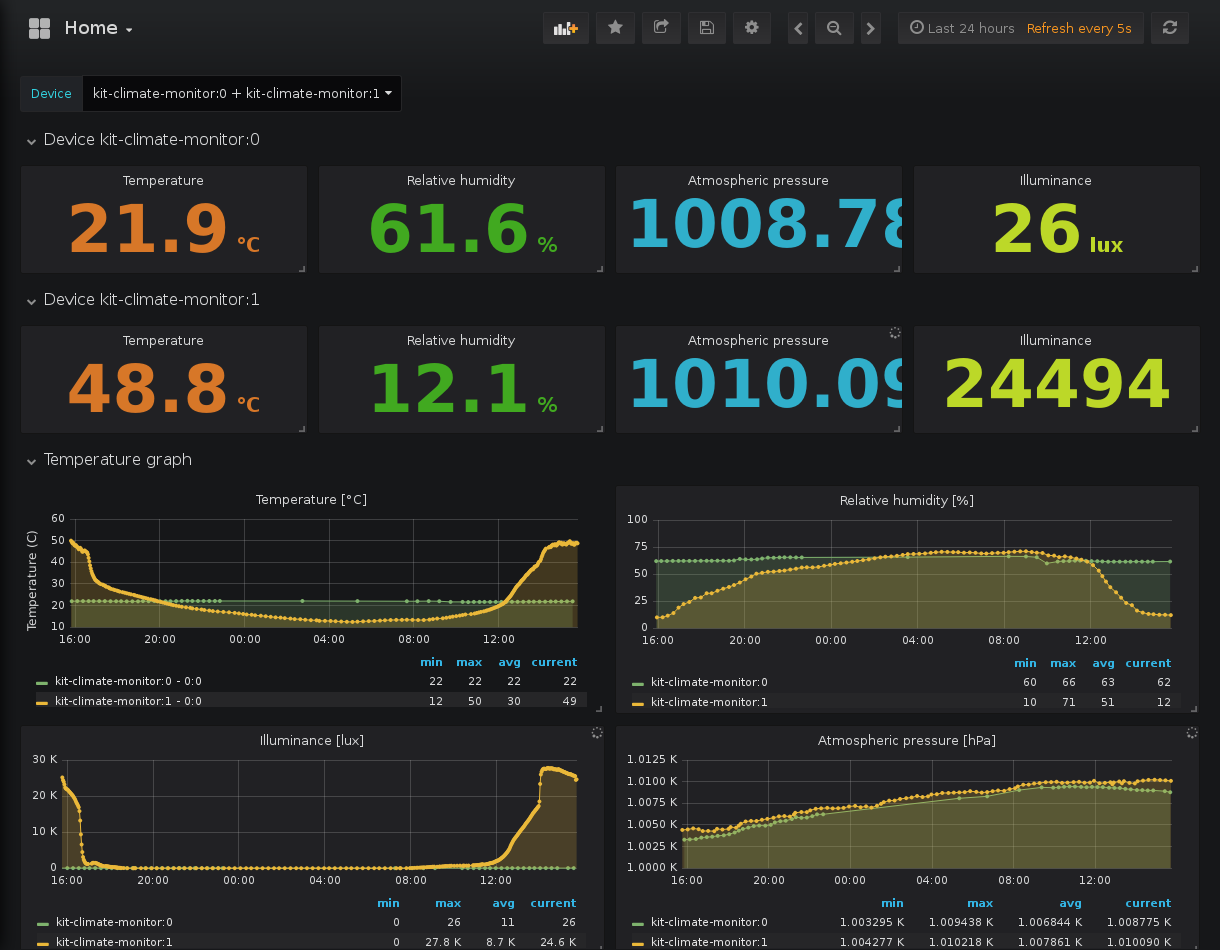 Home
Last 24 hours Refresh every 5s
Device kit-climate-monitor:0 + kit-climate-monitor:1
Device kit-climate-monitor:0
Temperature Relative humidity Atmospheric pressure Illuminance
21.9 °C 61.6 % 1008.78 26 lux
Device kit-climate-monitor:1
Temperature Relative humidity Atmospheric pressure Illuminance
48.8 °C 12.1 % 1010.09 24494
Temperature graph
Temperature [°C]
Temperature (C)
60
50
40
30
20
10
16:00 20:00 00:00 04:00 08:00 12:00
min max avg current
kit-climate-monitor:0 - 0:0 22 22 22 22
kit-climate-monitor:1 - 0:0 12 50 30 49
Relative humidity [%]
100
75
50
25
0
16:00 20:00 00:00 04:00 08:00 12:00
min max avg current
kit-climate-monitor:0 60 66 63 62
kit-climate-monitor:1 10 71 51 12
Illuminance [lux]
30 K
20 K
10 K
0
16:00 20:00 00:00 04:00 08:00 12:00
min max avg current
kit-climate-monitor:0 0 26 11 26
kit-climate-monitor:1 0 27.8 K 8.7 K 24.6 K
Atmospheric pressure [hPa]
1.0125 K
1.0100 K
1.0075 K
1.0050 K
1.0025 K
1.0000 K
16:00 20:00 00:00 04:00 08:00 12:00
min max avg current
kit-climate-monitor:0 1.003295 K 1.009438 K 1.006844 K 1.008775 K
kit-climate-monitor:1 1.004277 K 1.010218 K 1.007861 K 1.010090 K